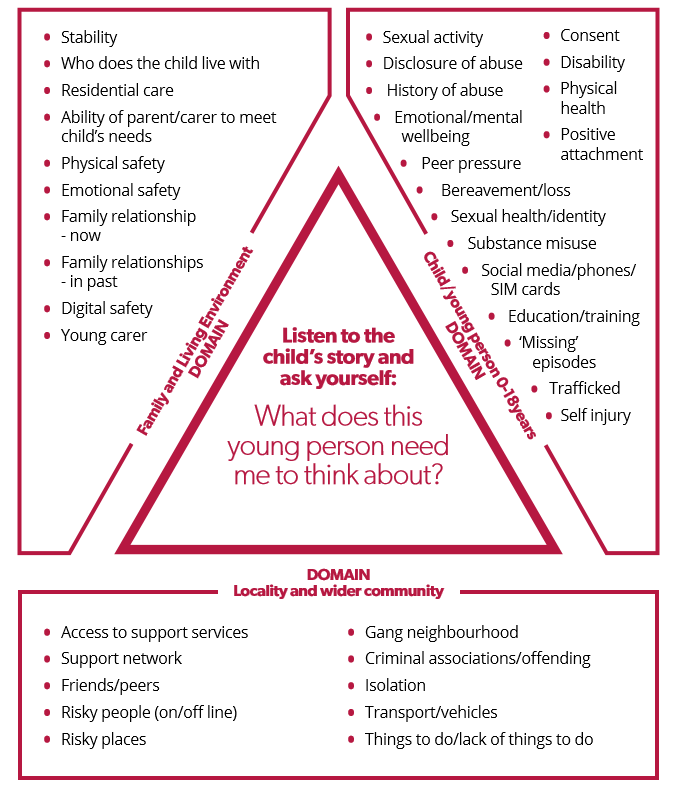 • Stability
• Who does the child live with
• Residential care
• Ability of parent/carer to meet
child’s needs
• Physical safety
• Emotional safety
• Family relationship
- now
• Family relationships
- in past
• Digital safety
• Young carer
Family and Living Environment
DOMAIN
• Sexual activity
• Disclosure of abuse
• History of abuse
• Emotional/mental
wellbeing
• Peer pressure
• Bereavement/loss
• Sexual health/identity
• Substance misuse
• Social media/phones/
SIM cards
• Education/training
• ‘Missing’
episodes
• Trafficked
• Self injury
• Consent
• Disability
• Physical
health
• Positive
attachment
Child/young person 0-18years
DOMAIN
Listen to the
child’s story and
ask yourself:
What does this
young person need
me to think about?
DOMAIN
Locality and wider community
• Access to support services
• Support network
• Friends/peers
• Risky people (on/off line)
• Risky places
• Gang neighbourhood
• Criminal associations/offending
• Isolation
• Transport/vehicles
• Things to do/lack of things to do